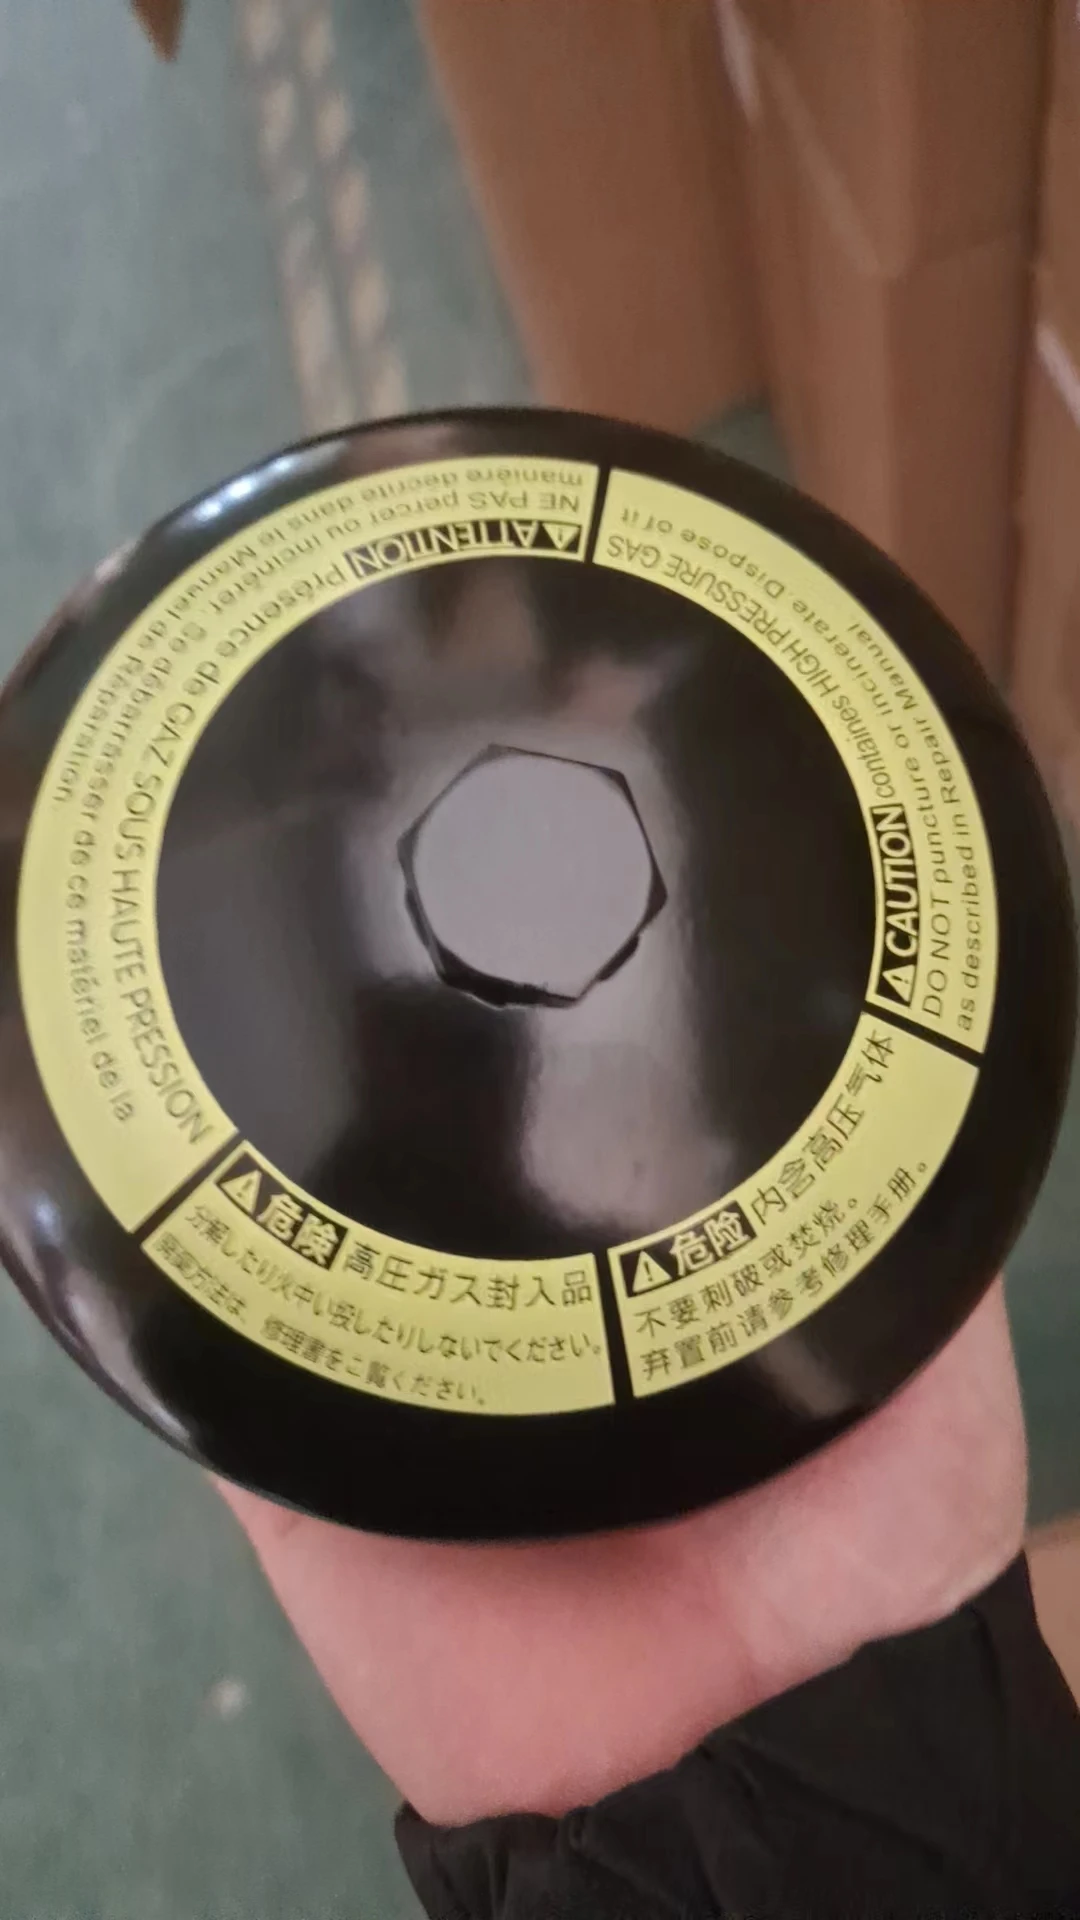 ⚠CAUTION containes HIGH PRESSURE GAS
DO NOT puncture or incinerate. Dispose of it
as described in Repair Manual
⚠危险 内含高压气体
不要刺破或焚烧。
弃置前请参考修理手册。
⚠危険 高圧ガス封入品
分解したり火中い投したりしないでください。
廃棄方法は、修理書をご覧ください。
⚠ATTENTION Présence de GAZ SOUS HAUTE PRESSION
NE PAS percer ou incinérer. Se débarrasser de ce matériel de la
manière decrite dans le Manuel de Réparation.